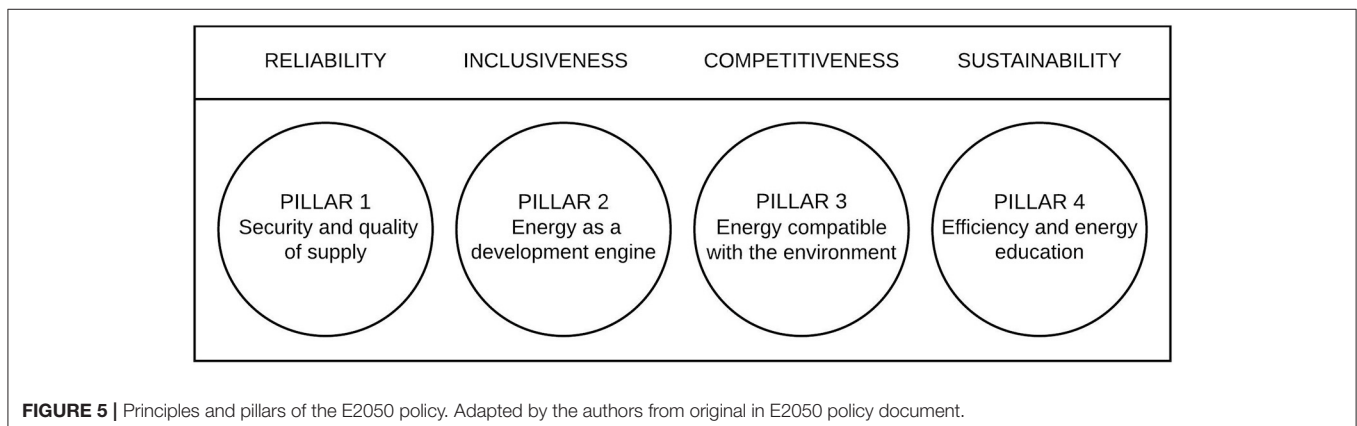 RELIABILITY INCLUSIVENESS COMPETITIVENESS SUSTAINABILITY
PILLAR 1
Security and quality
of supply
PILLAR 2
Energy as a
development engine
PILLAR 3
Energy compatible
with the environment
PILLAR 4
Efficiency and energy
education
FIGURE 5 | Principles and pillars of the E2050 policy. Adapted by the authors from original in E2050 policy document.